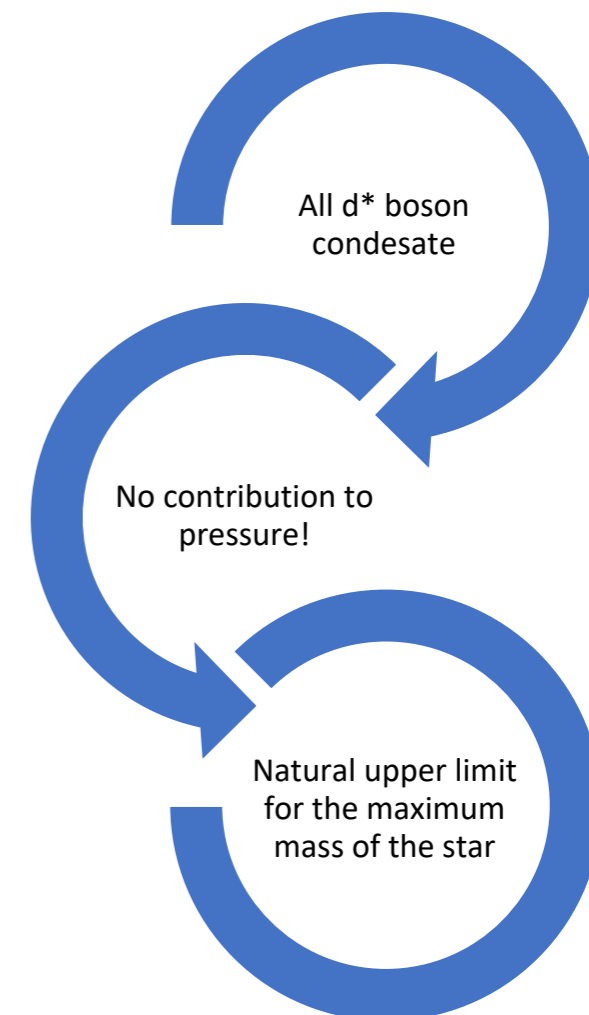 All d* boson
condesate
No contribution to
pressure!
Natural upper limit
for the maximum
mass of the star